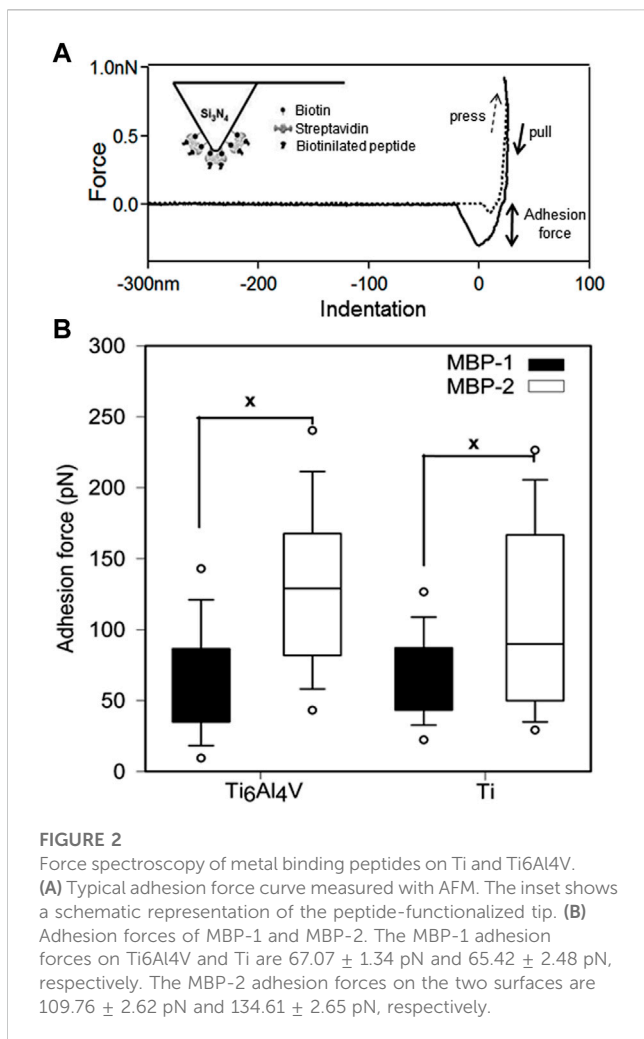 A
1.0nN
0.5
0.0
Force
Si₃N₄
Biotin
Streptavidin
Biotinilated peptide
press
pull
Adhesion
force
-300nm
-200
-100
0
100
Indentation
B
300
250
200
150
100
50
0
Adhesion force (pN)
MBP-1
MBP-2
x
x
Ti₆Al₄V
Ti
FIGURE 2
Force spectroscopy of metal binding peptides on Ti and Ti6Al4V.
(A) Typical adhesion force curve measured with AFM. The inset shows
a schematic representation of the peptide-functionalized tip. (B)
Adhesion forces of MBP-1 and MBP-2. The MBP-1 adhesion
forces on Ti6Al4V and Ti are 67.07 ± 1.34 pN and 65.42 ± 2.48 pN,
respectively. The MBP-2 adhesion forces on the two surfaces are
109.76 ± 2.62 pN and 134.61 ± 2.65 pN, respectively.